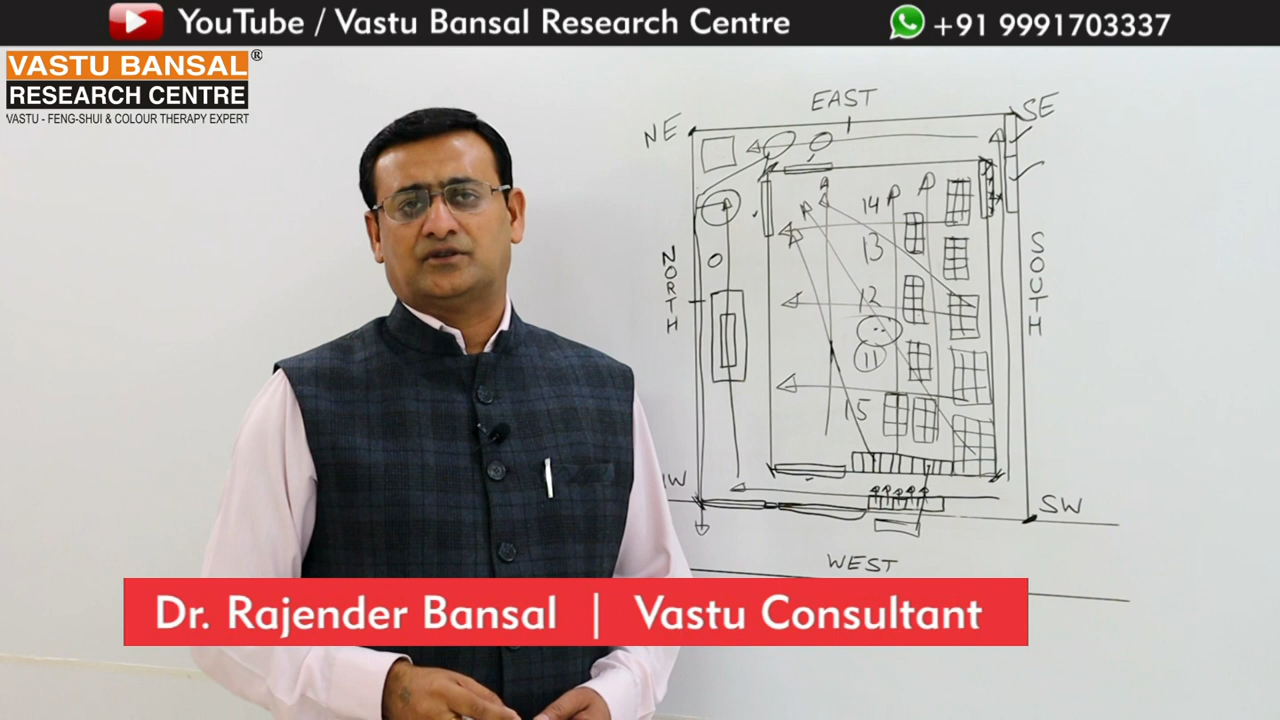 YouTube / Vastu Bansal Research Centre
+91 9991703337
VASTU BANSAL®
RESEARCH CENTRE
VASTU - FENG-SHUI & COLOUR THERAPY EXPERT
EAST
NE
SE
14
13
NORTH
SOUTH
12
11
15
SW
WEST
Dr. Rajender Bansal | Vastu Consultant